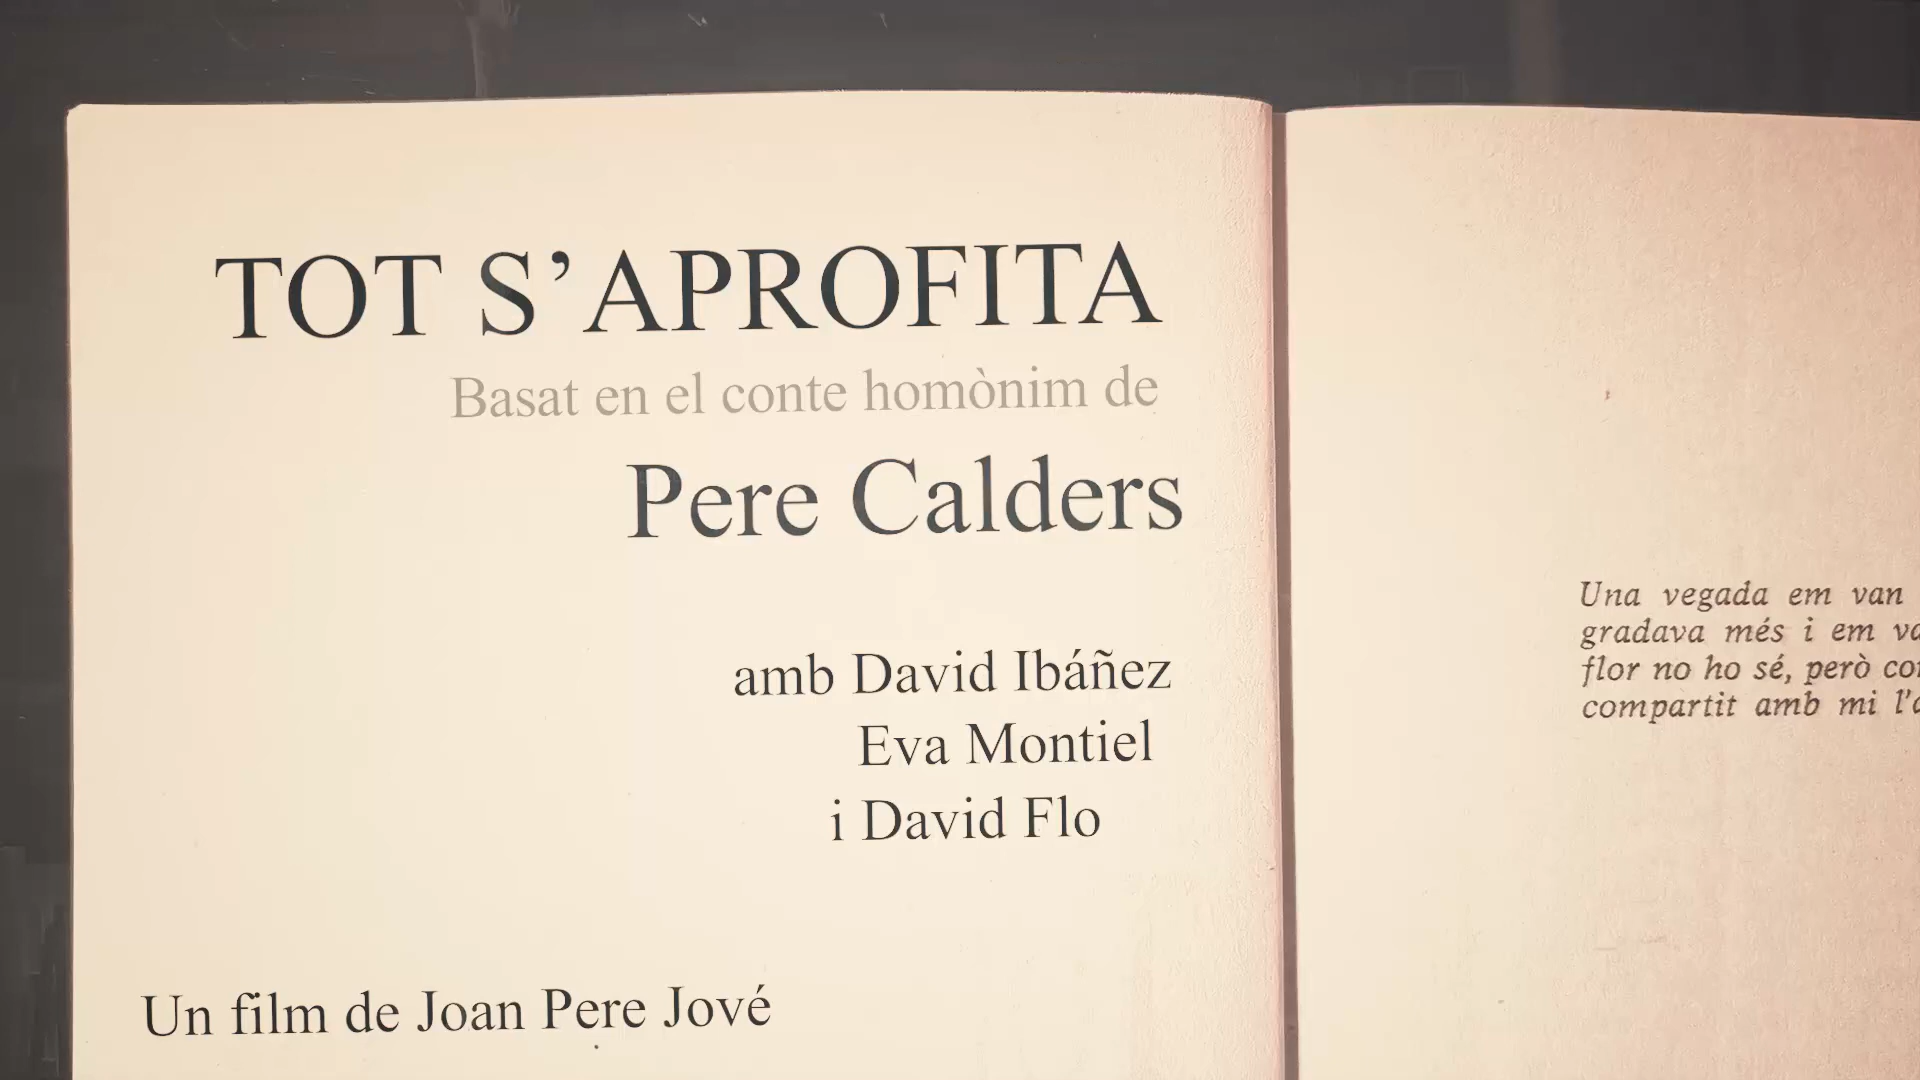 TOT S’APROFITA
Basat en el conte homònim de
Pere Calders
amb David Ibáñez
Eva Montiel
i David Flo
Un film de Joan Pere Jové
Una vegada em van
gradava més i em
flor no ho sé, però
compartit amb mi